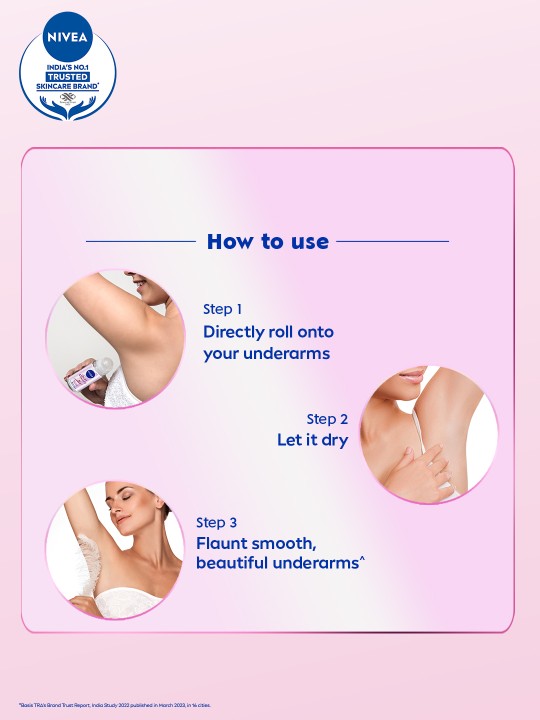 NIVEA
INDIA'S NO.1
TRUSTED
SKINCARE BRAND*
How to use
Step 1
Directly roll onto
your underarms
Step 2
Let it dry
Step 3
Flaunt smooth,
beautiful underarms^
*Basis TRA's Brand Trust Report, India Study 2022 published in March 2023, in 16 cities.